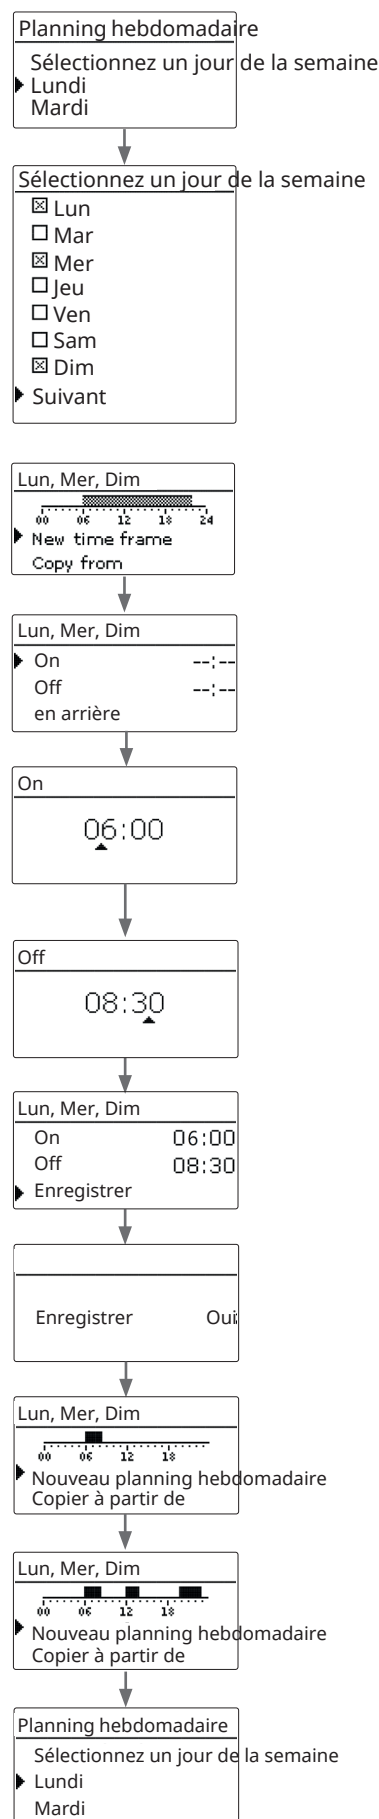 Planning hebdomadaire
Sélectionnez un jour de la semaine
Lundi
Mardi
Sélectionnez un jour de la semaine
Lun
Mar
Mer
Jeu
Ven
Sam
Dim
Suivant
Lun, Mer, Dim
00 06 12 18 24
New time frame
Copy from
Lun, Mer, Dim
On --:--
Off --:--
en arrière
On
06:00
Off
08:30
Lun, Mer, Dim
On 06:00
Off 08:30
Enregistrer
Enregistrer Oui
Lun, Mer, Dim
00 06 12 18
Nouveau planning hebdomadaire
Copier à partir de
Lun, Mer, Dim
00 06 12 18
Nouveau planning hebdomadaire
Copier à partir de
Planning hebdomadaire
Sélectionnez un jour de la semaine
Lundi
Mardi